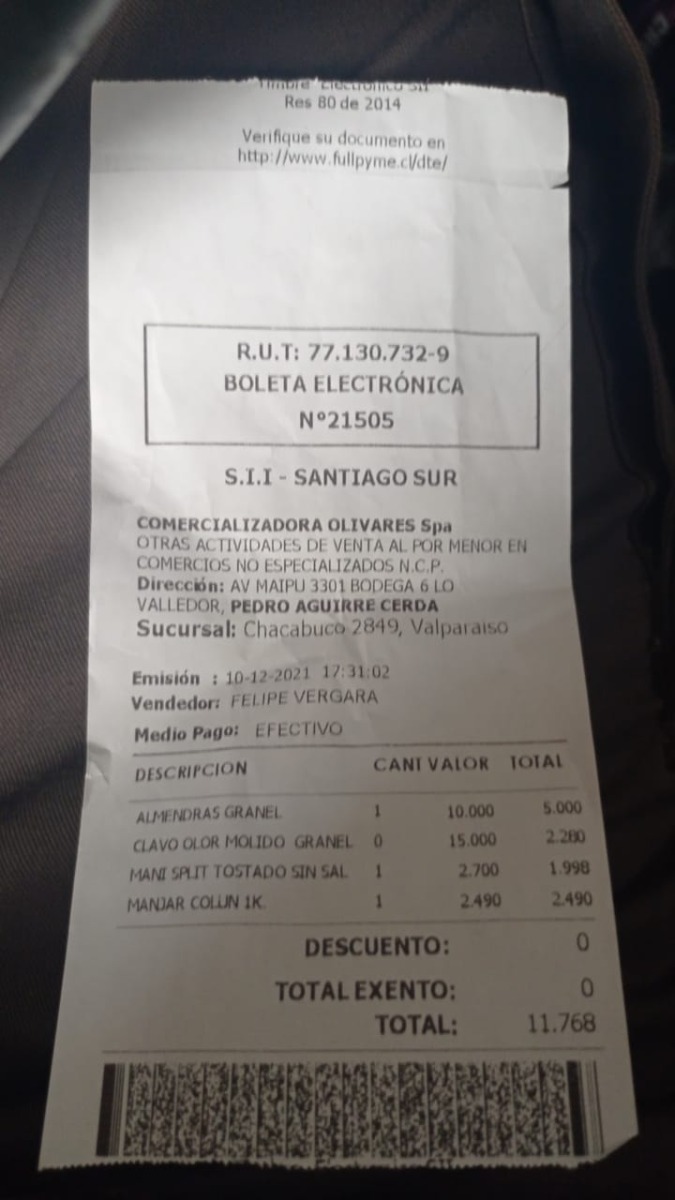 Timbre Electrónico SII
Res 80 de 2014
Verifique su documento en
http://www.fullpyme.cl/dte/
R.U.T: 77.130.732-9
BOLETA ELECTRÓNICA
N°21505
S.I.I - SANTIAGO SUR
COMERCIALIZADORA OLIVARES Spa
OTRAS ACTIVIDADES DE VENTA AL POR MENOR EN
COMERCIOS NO ESPECIALIZADOS N.C.P.
Dirección: AV MAIPU 3301 BODEGA 6 LO
VALLEDOR, PEDRO AGUIRRE CERDA
Sucursal: Chacabuco 2849, Valparaiso
Emisión : 10-12-2021 17:31:02
Vendedor: FELIPE VERGARA
Medio Pago: EFECTIVO
DESCRIPCION CANT VALOR TOTAL
ALMENDRAS GRANEL 1 10.000 5.000
CLAVO OLOR MOLIDO GRANEL 0 15.000 2.280
MANI SPLIT TOSTADO SIN SAL 1 2.700 1.998
MANJAR COLUN 1K. 1 2.490 2.490
DESCUENTO: 0
TOTAL EXENTO: 0
TOTAL: 11.768